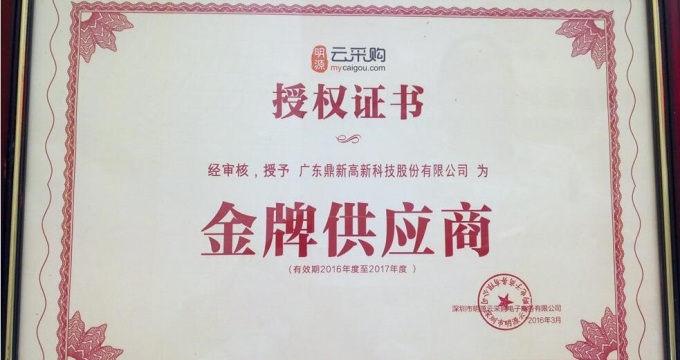 明源 云采购
mycaigou.com
授权证书
经审核，授予 广东鼎新高新科技股份有限公司 为
金牌供应商
（有效期2016年度至2017年度 ）
深圳市明源云采购电子商务有限公司
2016年3月